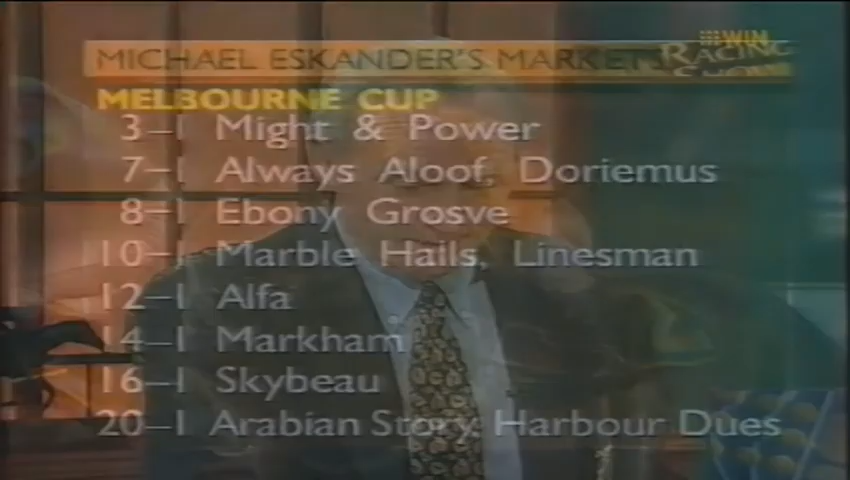 MICHAEL ESKANDER'S MARKETS
WIN
RACING
SHOW
MELBOURNE CUP
3-1 Might & Power
7-1 Always Aloof, Doriemus
8-1 Ebony Grosve
10-1 Marble Hails, Linesman
12-1 Alfa
14-1 Markham
16-1 Skybeau
20-1 Arabian Story, Harbour Dues